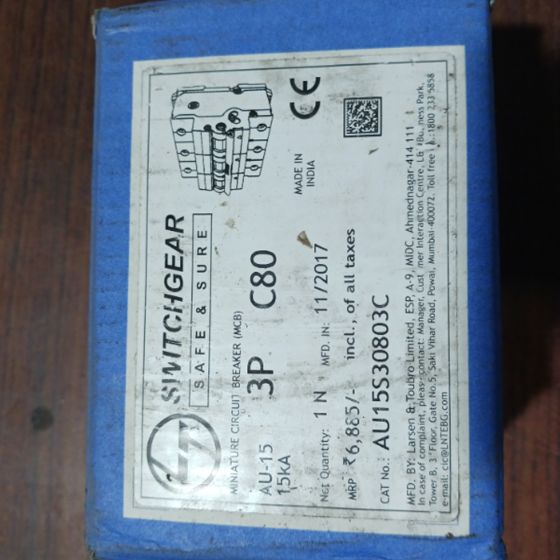 SWITCHGEAR
SAFE & SURE
MINIATURE CIRCUIT BREAKER (MCB)
AU-15 3P C80
15kA
MADE IN
INDIA
CE
Net Quantity: 1 N MFD. IN: 11/2017
MRP ₹6,885/- incl., of all taxes
CAT No.: AU15S30803C
MFD. BY: Larsen & Toubro Limited, ESP, A-9, MIDC, Ahmednagar-414 111
In case of complaint, please contact: Manager, Customer Interaction Centre, L& Business Park,
Tower B, 3 Floor, Gate No.5, Saki Vihar Road, Powai, Mumbai-400072. Toll free :1800 233 5858
e-mail: cic@LNTEBG.com